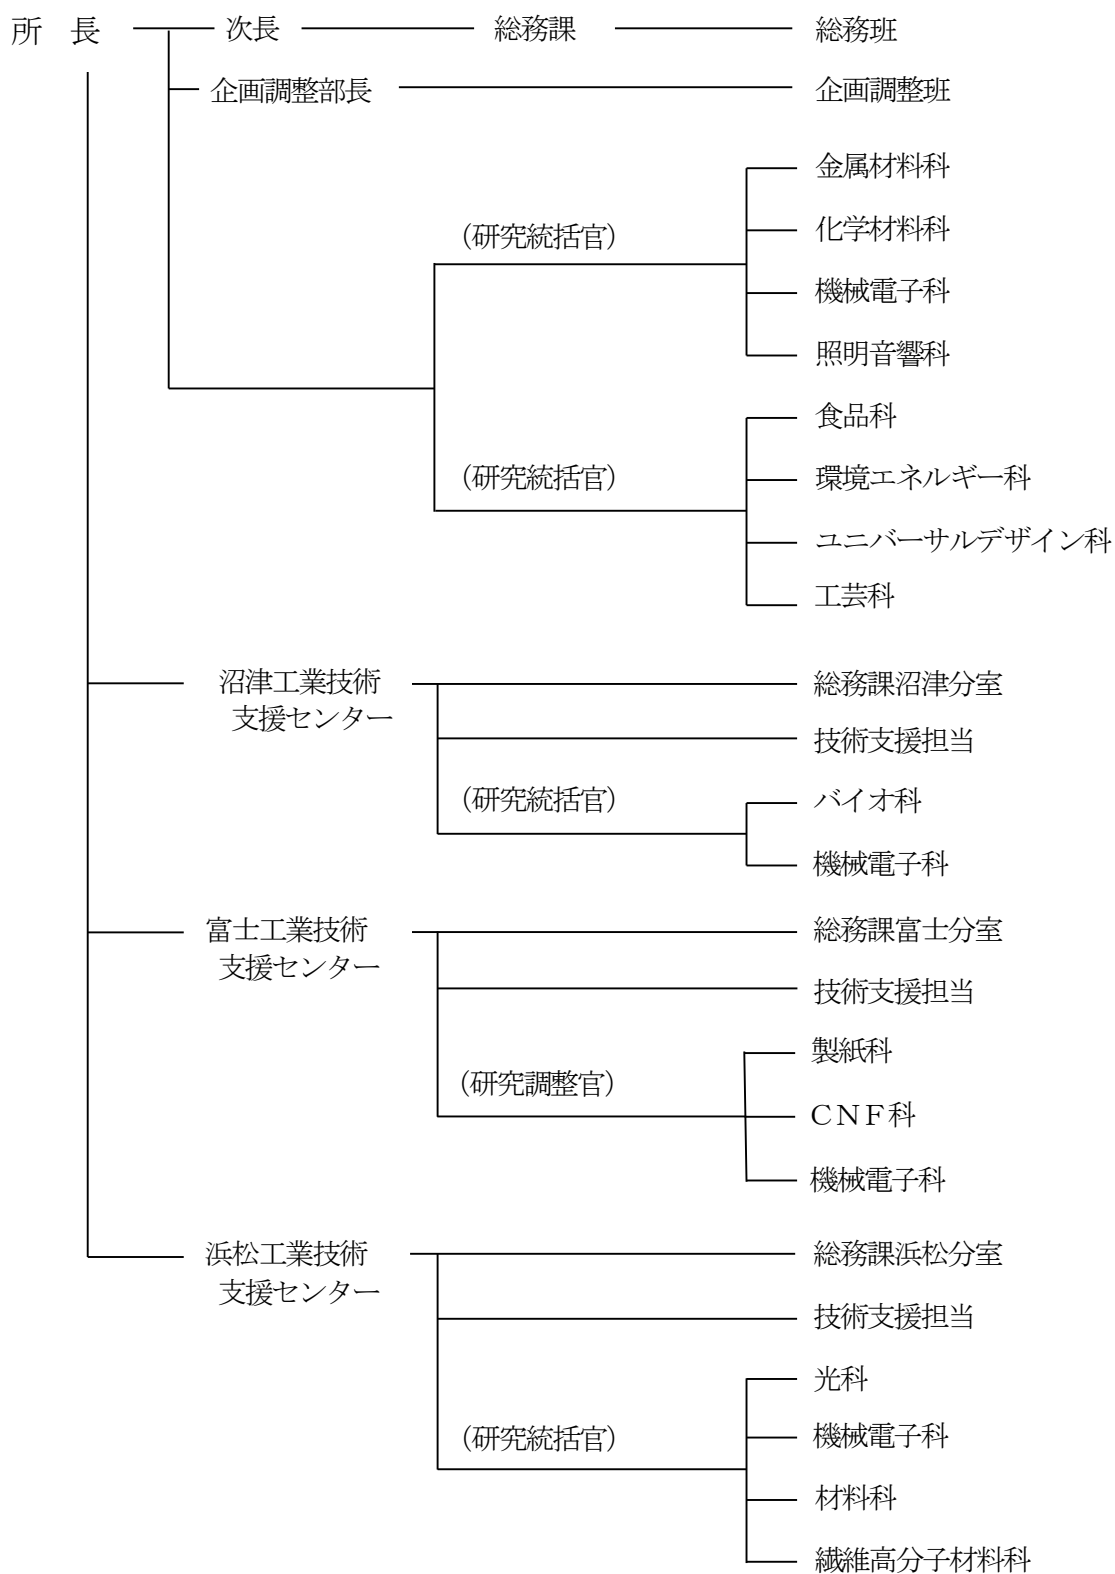 所　長　次長　総務課　総務班
企画調整部長　企画調整班
金属材料科
(研究統括官)　化学材料科
機械電子科
照明音響科
食品科
(研究統括官)　環境エネルギー科
ユニバーサルデザイン科
工芸科
沼津工業技術　総務課沼津分室
支援センター
技術支援担当
(研究統括官)　バイオ科
機械電子科
富士工業技術　総務課富士分室
支援センター
技術支援担当
製紙科
(研究調整官)
ＣＮＦ科
機械電子科
浜松工業技術　総務課浜松分室
支援センター
技術支援担当
光科
(研究統括官)　機械電子科
材料科
繊維高分子材料科